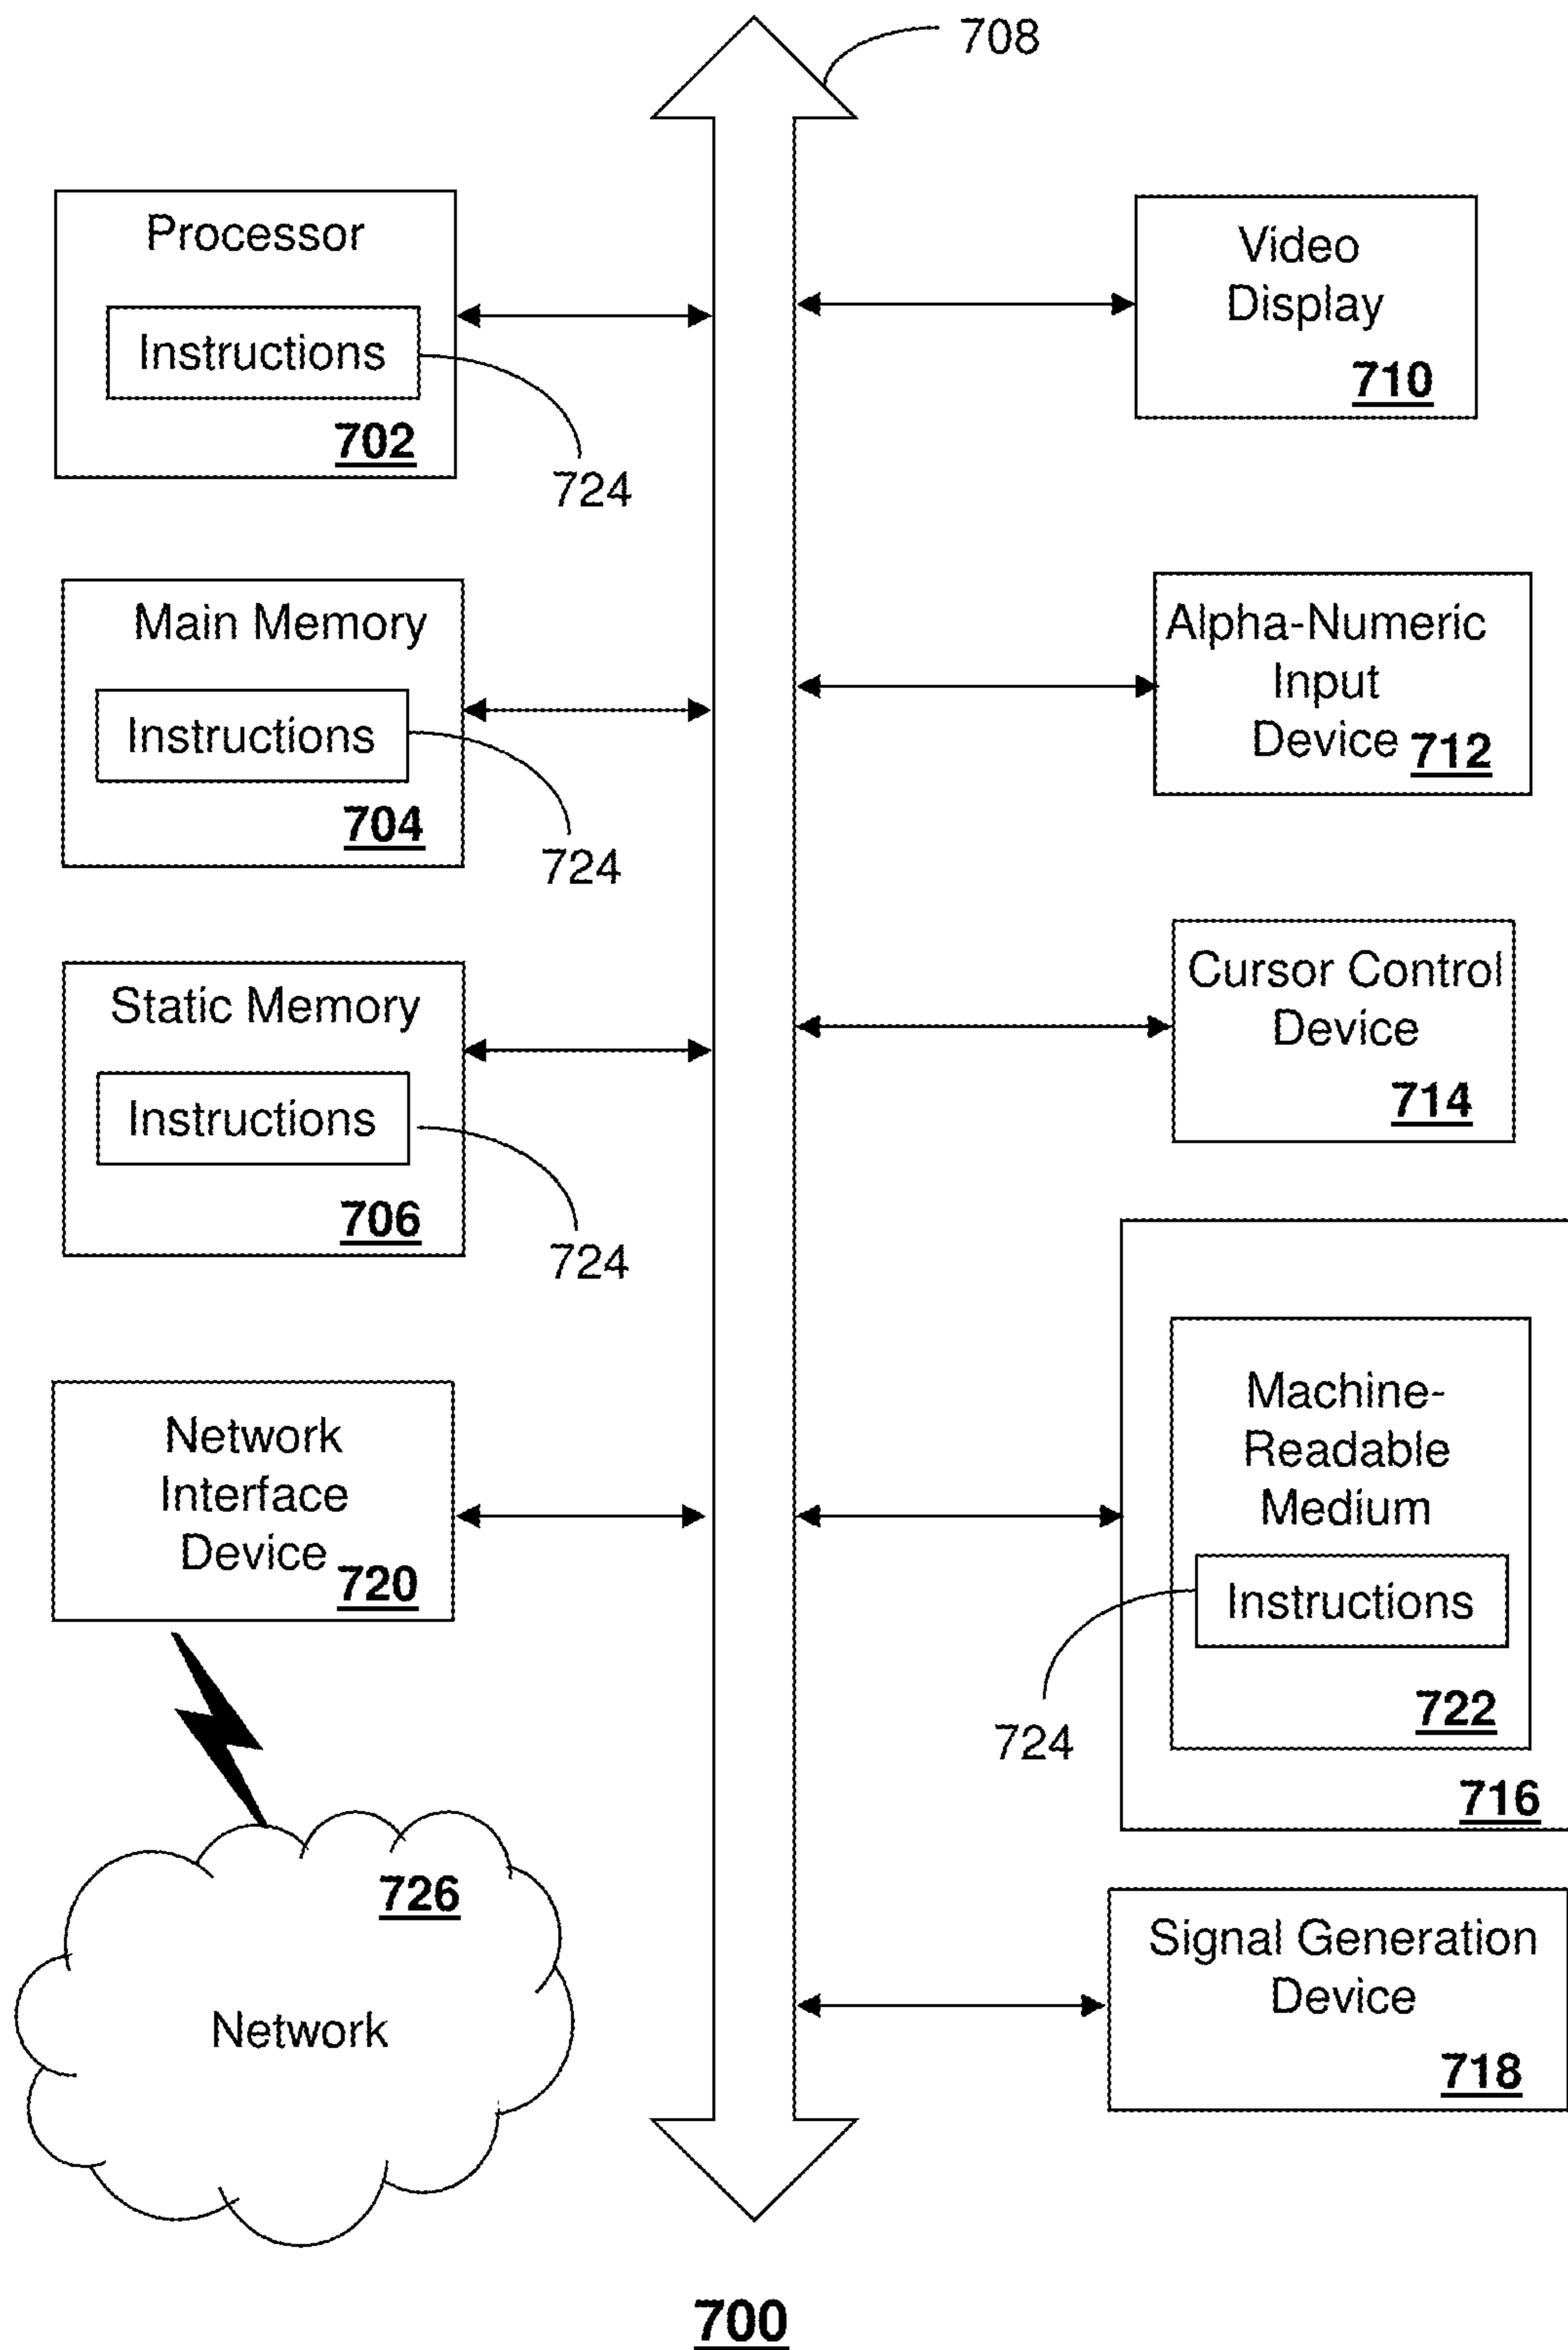 708
Processor
Instructions
702
724
Main Memory
Instructions
704
724
Static Memory
Instructions
706
724
Network
Interface
Device
720
726
Network
Video
Display
710
Alpha-Numeric
Input
Device 712
Cursor Control
Device
714
Machine-
Readable
Medium
Instructions
724
722
716
Signal Generation
Device
718
700